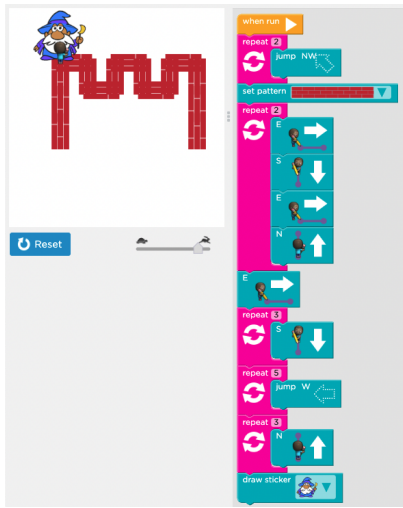 when run
repeat 2
jump NW
set pattern
repeat 2
E
S
E
N
E
repeat 3
S
repeat 5
jump W
repeat 3
N
draw sticker
Reset